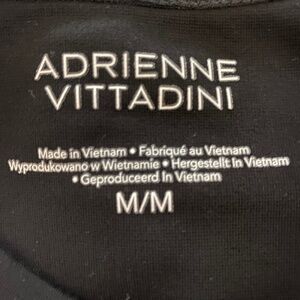 ADRIENNE
VITTADINI
Made in Vietnam • Fabriqué au Vietnam
Wyprodukowano w Wietnamie • Hergestellt In Vietnam
• Geproduceerd In Vietnam
M/M